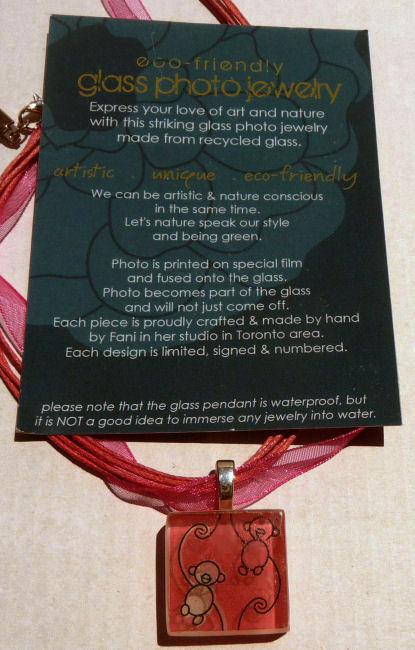 eco-friendly
glass photo jewelry
Express your love of art and nature
with this striking glass photo jewelry
made from recycled glass.
artistic . unique . eco-friendly
We can be artistic & nature conscious
in the same time.
Let's nature speak our style
and being green.
Photo is printed on special film
and fused onto the glass.
Photo becomes part of the glass
and will not just come off.
Each piece is proudly crafted & made by hand
by Fani in her studio in Toronto area.
Each design is limited, signed & numbered.
please note that the glass pendant is waterproof, but
it is NOT a good idea to immerse any jewelry into water.